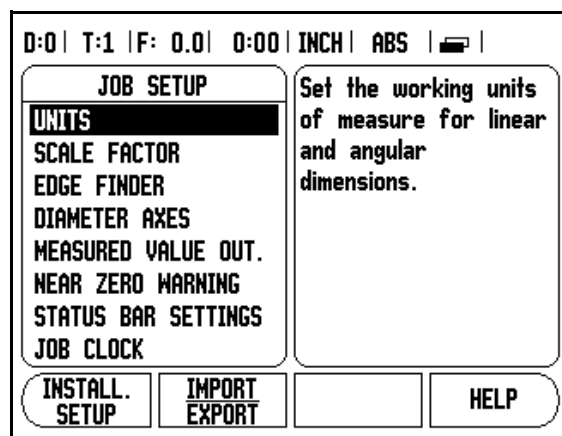 D:0| T:1 |F: 0.0| 0:00| INCH| ABS | |
JOB SETUP
UNITS
SCALE FACTOR
EDGE FINDER
DIAMETER AXES
MEASURED VALUE OUT.
NEAR ZERO WARNING
STATUS BAR SETTINGS
JOB CLOCK
Set the working units
of measure for linear
and angular
dimensions.
INSTALL.
SETUP
IMPORT
EXPORT
HELP